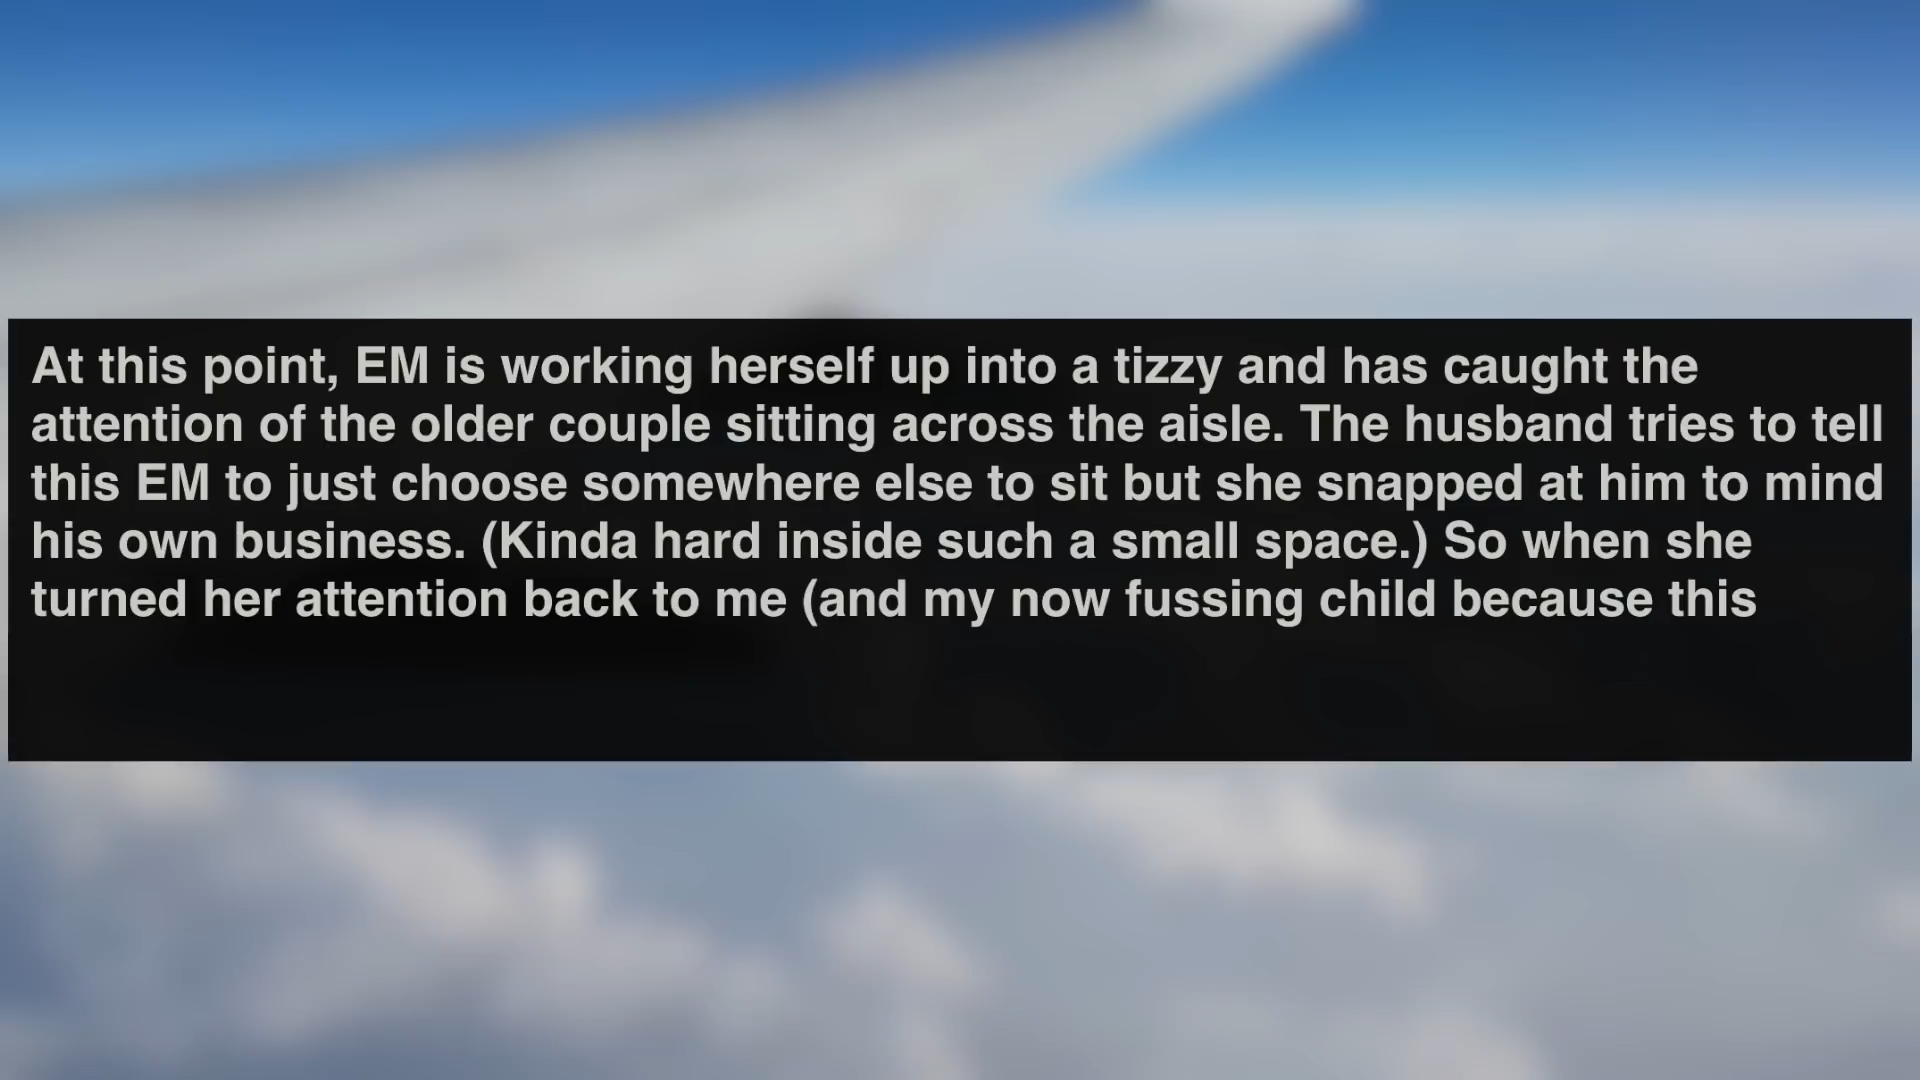 At this point, EM is working herself up into a tizzy and has caught the
attention of the older couple sitting across the aisle. The husband tries to tell
this EM to just choose somewhere else to sit but she snapped at him to mind
his own business. (Kinda hard inside such a small space.) So when she
turned her attention back to me (and my now fussing child because this